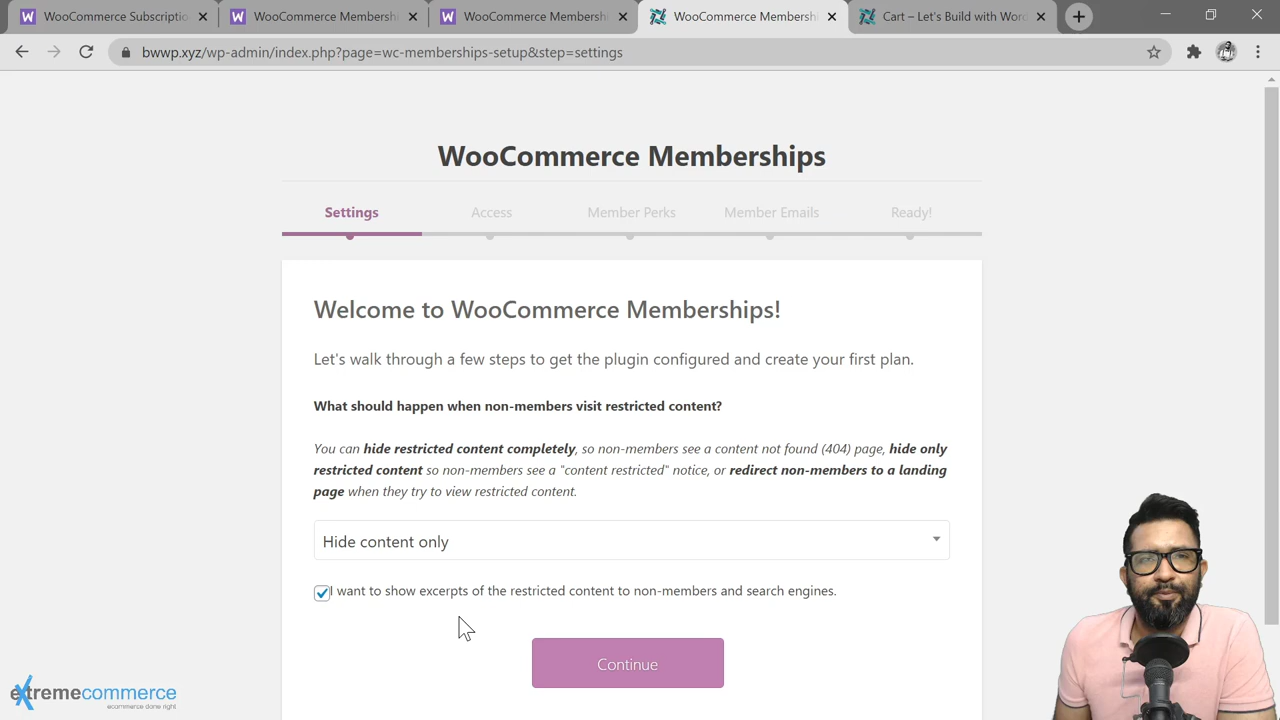 WooCommerce Subscriptio
WooCommerce Membershi
WooCommerce Membershi
WooCommerce Membershi
Cart – Let's Build with Word
bwwp.xyz/wp-admin/index.php?page=wc-memberships-setup&step=settings
WooCommerce Memberships
Settings
Access
Member Perks
Member Emails
Ready!
Welcome to WooCommerce Memberships!
Let's walk through a few steps to get the plugin configured and create your first plan.
What should happen when non-members visit restricted content?
You can hide restricted content completely, so non-members see a content not found (404) page, hide only
restricted content so non-members see a "content restricted" notice, or redirect non-members to a landing
page when they try to view restricted content.
Hide content only
I want to show excerpts of the restricted content to non-members and search engines.
Continue
extremecommerce
ecommerce done right